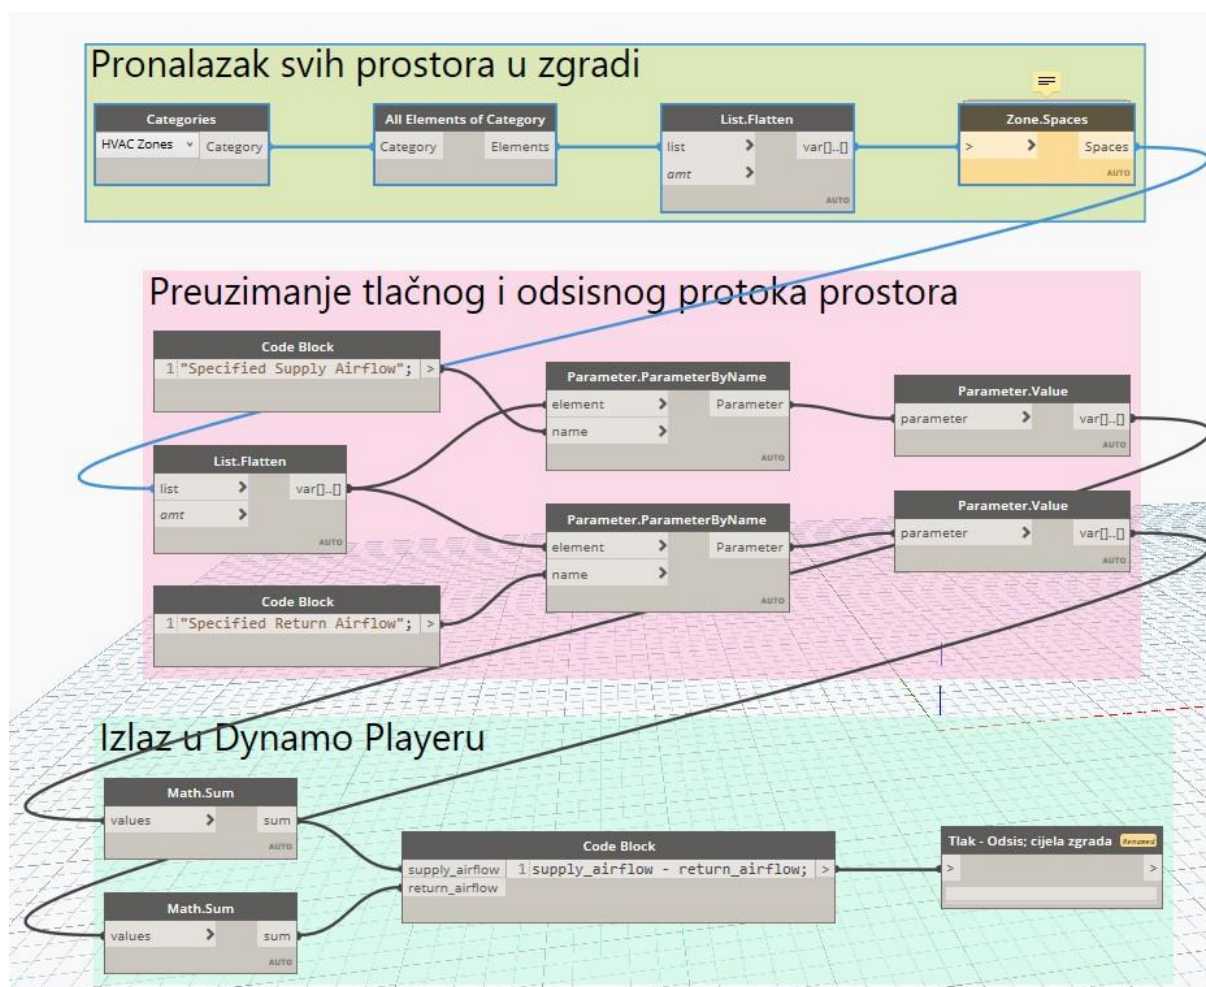 Pronalazak svih prostora u zgradi
Categories
HVAC Zones Category
All Elements of Category
Category Elements
List.Flatten
list > var[]..[]
amt >
AUTO
Zone.Spaces
> > Spaces
AUTO
Preuzimanje tlačnog i odsisnog protoka prostora
Code Block
1 "Specified Supply Airflow"; >
List.Flatten
list > var[]..[]
amt >
AUTO
Code Block
1 "Specified Return Airflow"; >
Parameter.ParameterByName
element > Parameter
name >
AUTO
Parameter.ParameterByName
element > Parameter
name >
AUTO
Parameter.Value
parameter > var[]..[]
AUTO
Parameter.Value
parameter > var[]..[]
AUTO
Izlaz u Dynamo Playeru
Math.Sum
values > sum
AUTO
Math.Sum
values > sum
AUTO
Code Block
supply_airflow 1 supply_airflow - return_airflow; >
return_airflow
Tlak - Odsis; cijela zgrada Renamed
> >